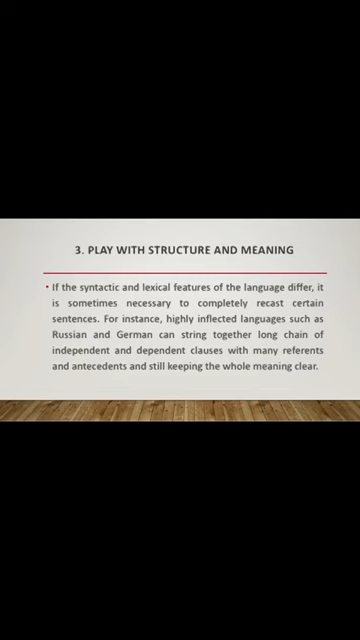 3. PLAY WITH STRUCTURE AND MEANING
• If the syntactic and lexical features of the language differ, it
is sometimes necessary to completely recast certain
sentences. For instance, highly inflected languages such as
Russian and German can string together long chain of
independent and dependent clauses with many referents
and antecedents and still keeping the whole meaning clear.